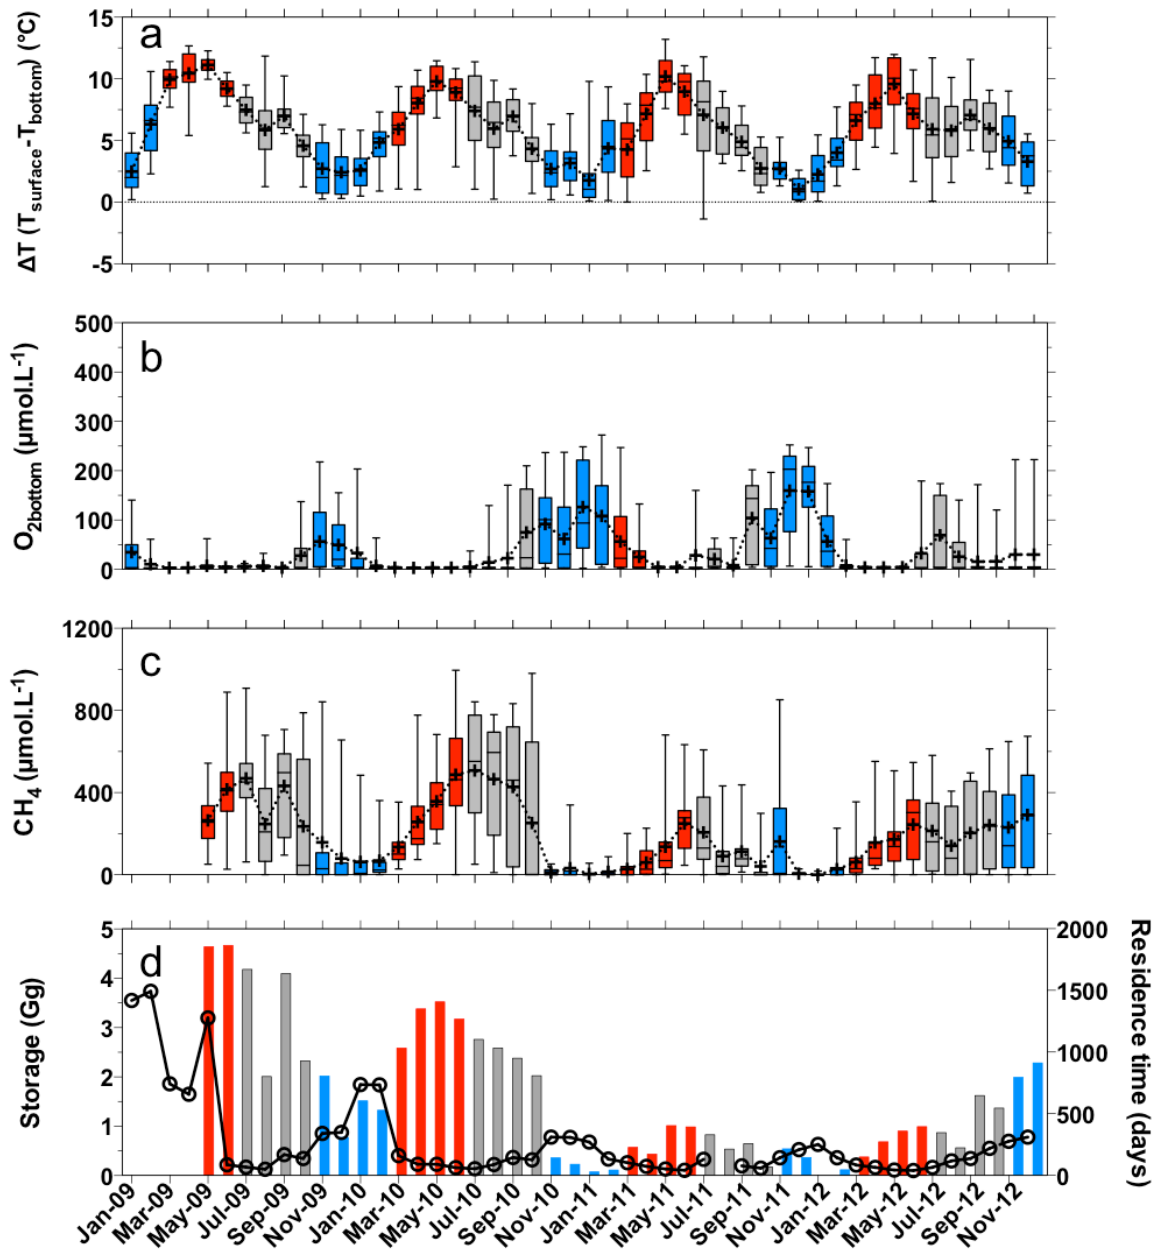 a
ΔT (Tsurface- Tbottom) (°C)
15
10
5
0
-5
b
O2bottom (µmol.L-1)
500
400
300
200
100
0
c
CH4 (µmol.L-1)
1200
800
400
0
d
Storage (Gg)
5
4
3
2
1
0
2000
1500
1000
500
0
Residence time (days)
Jan-09
Mar-09
May-09
Jul-09
Sep-09
Nov-09
Jan-10
Mar-10
May-10
Jul-10
Sep-10
Nov-10
Jan-11
Mar-11
May-11
Jul-11
Sep-11
Nov-11
Jan-12
Mar-12
May-12
Jul-12
Sep-12
Nov-12